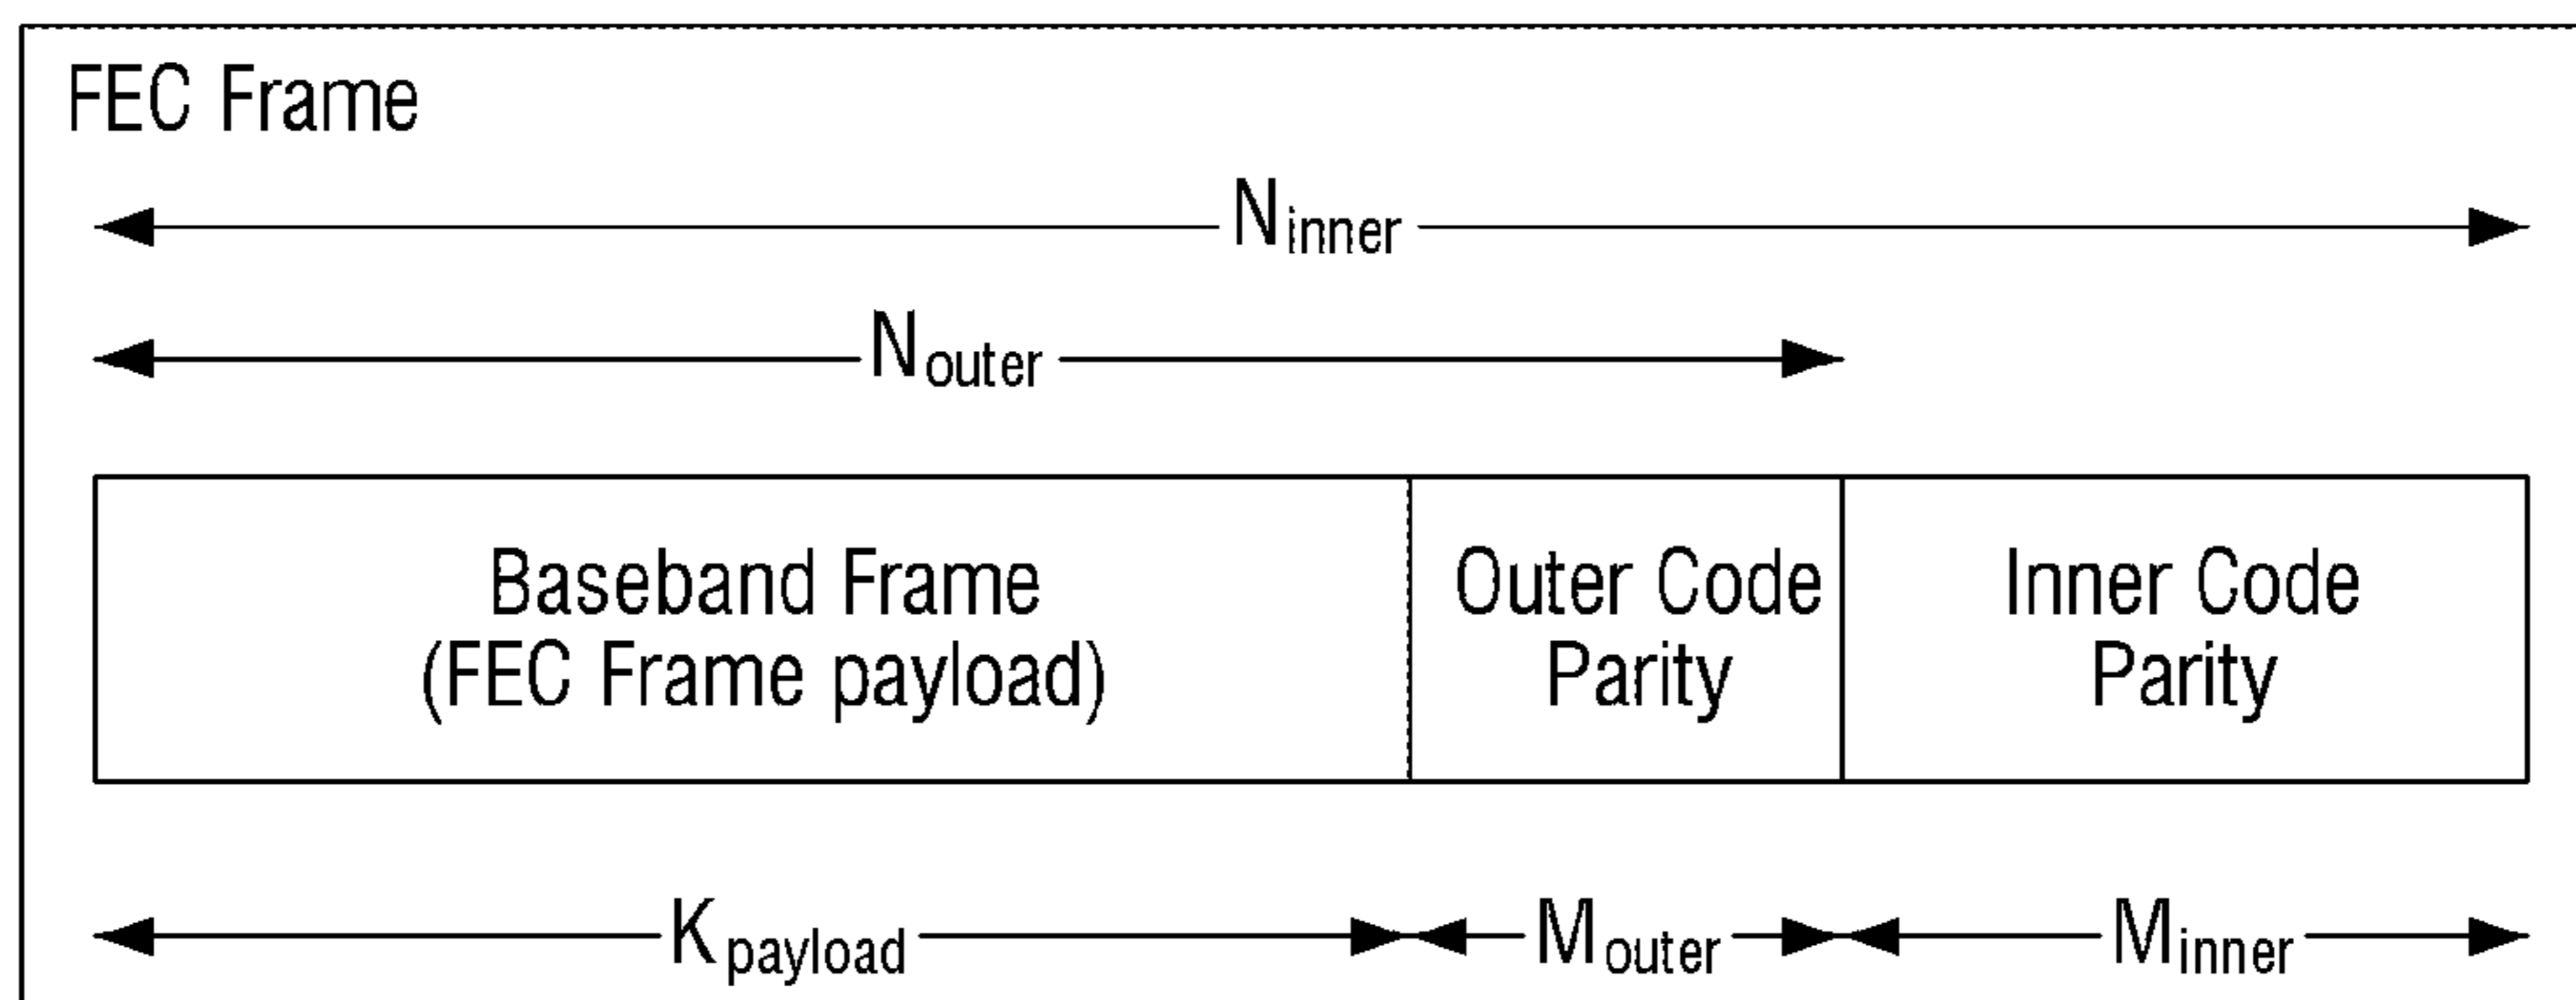 FEC Frame
Ninner
Nouter
Baseband Frame
(FEC Frame payload)
Outer Code
Parity
Inner Code
Parity
Kpayload
Mouter
Minner